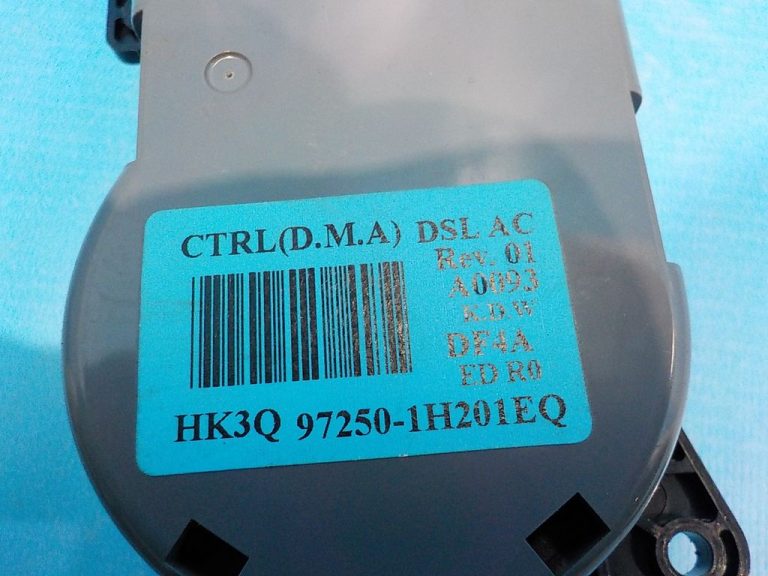 CTRL(D.M.A) DSL AC
Rev. 01
A0093
K.D.W
DF4A
ED R0
HK3Q 97250-1H201EQ